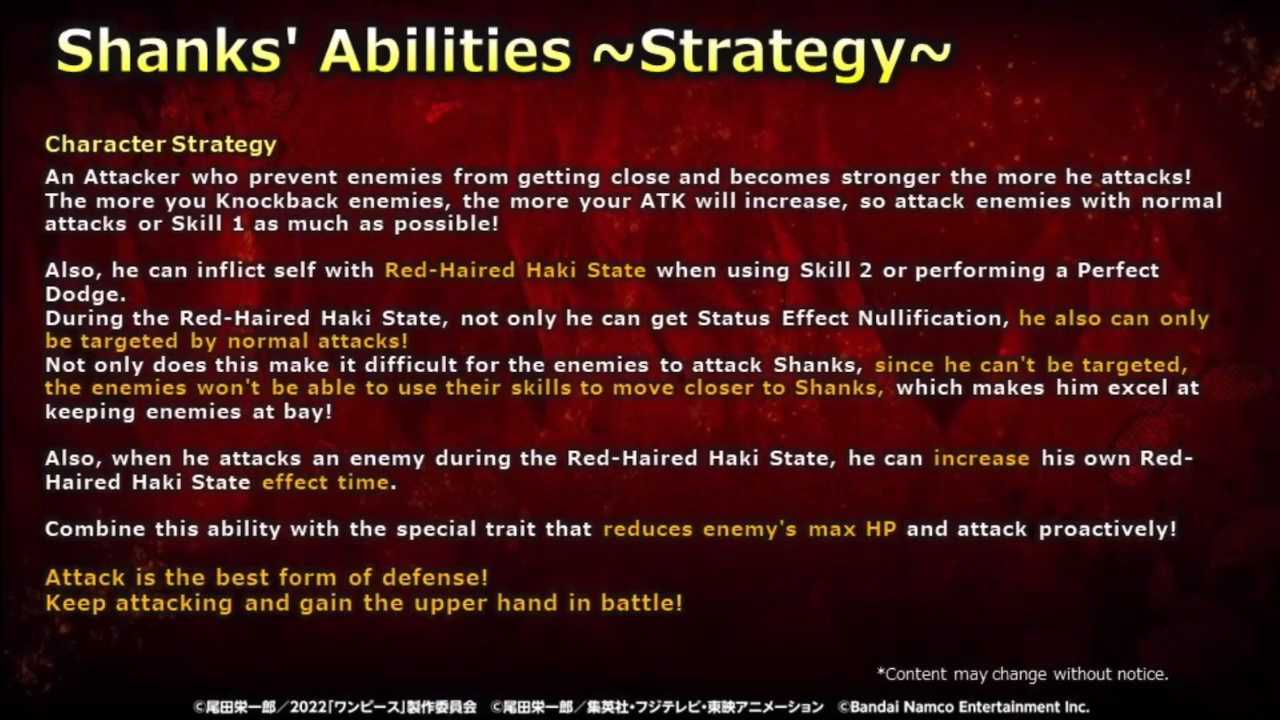 Shanks' Abilities ~Strategy~
Character Strategy
An Attacker who prevent enemies from getting close and becomes stronger the more he attacks!
The more you Knockback enemies, the more your ATK will increase, so attack enemies with normal
attacks or Skill 1 as much as possible!
Also, he can inflict self with Red-Haired Haki State when using Skill 2 or performing a Perfect
Dodge.
During the Red-Haired Haki State, not only he can get Status Effect Nullification, he also can only
be targeted by normal attacks!
Not only does this make it difficult for the enemies to attack Shanks, since he can't be targeted,
the enemies won't be able to use their skills to move closer to Shanks, which makes him excel at
keeping enemies at bay!
Also, when he attacks an enemy during the Red-Haired Haki State, he can increase his own Red-
Haired Haki State effect time.
Combine this ability with the special trait that reduces enemy's max HP and attack proactively!
Attack is the best form of defense!
Keep attacking and gain the upper hand in battle!
*Content may change without notice.
©尾田栄一郎／2022「ワンピース」製作委員会 ©尾田栄一郎／集英社・フジテレビ・東映アニメーション ©Bandai Namco Entertainment Inc.